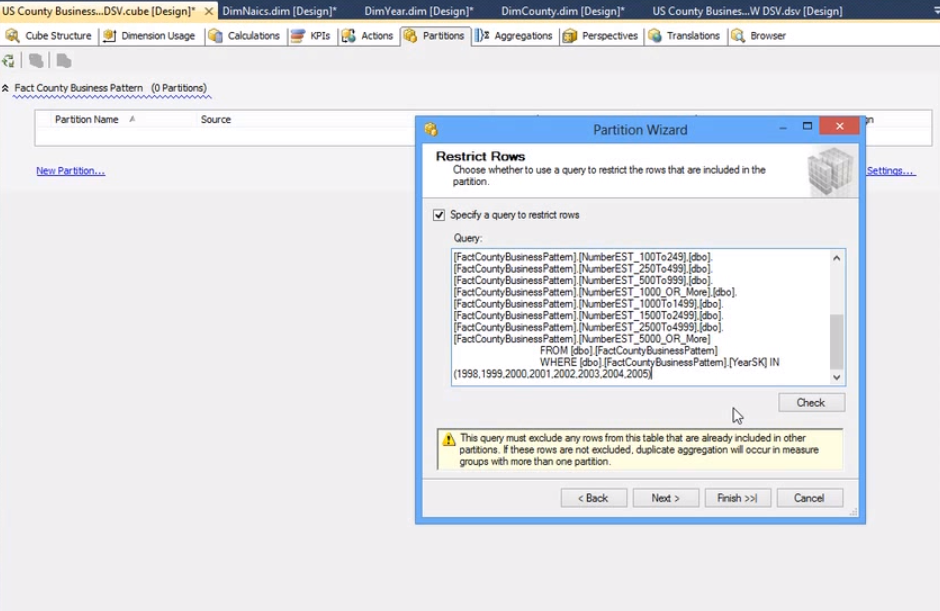 US County Business...DSV.cube [Design]* DimNaics.dim [Design]* DimYear.dim [Design]* DimCounty.dim [Design]* US County Busines...W DSV.dsv [Design]
Cube Structure Dimension Usage Calculations KPIs Actions Partitions Aggregations Perspectives Translations Browser
Fact County Business Pattern (0 Partitions)
Partition Name Source
New Partition...
Settings...
Partition Wizard
Restrict Rows
Choose whether to use a query to restrict the rows that are included in the
partition.
Specify a query to restrict rows
Query:
[FactCountyBusinessPattern].[NumberEST_100To249],[dbo].
[FactCountyBusinessPattern].[NumberEST_250To499],[dbo].
[FactCountyBusinessPattern].[NumberEST_500To999],[dbo].
[FactCountyBusinessPattern].[NumberEST_1000_OR_More],[dbo].
[FactCountyBusinessPattern].[NumberEST_1000To1499],[dbo].
[FactCountyBusinessPattern].[NumberEST_1500To2499],[dbo].
[FactCountyBusinessPattern].[NumberEST_2500To4999],[dbo].
[FactCountyBusinessPattern].[NumberEST_5000_OR_More]
FROM [dbo].[FactCountyBusinessPattern]
WHERE [dbo].[FactCountyBusinessPattern].[YearSK] IN
(1998,1999,2000,2001,2002,2003,2004,2005)
Check
This query must exclude any rows from this table that are already included in other
partitions. If these rows are not excluded, duplicate aggregation will occur in measure
groups with more than one partition.
< Back Next > Finish >>| Cancel